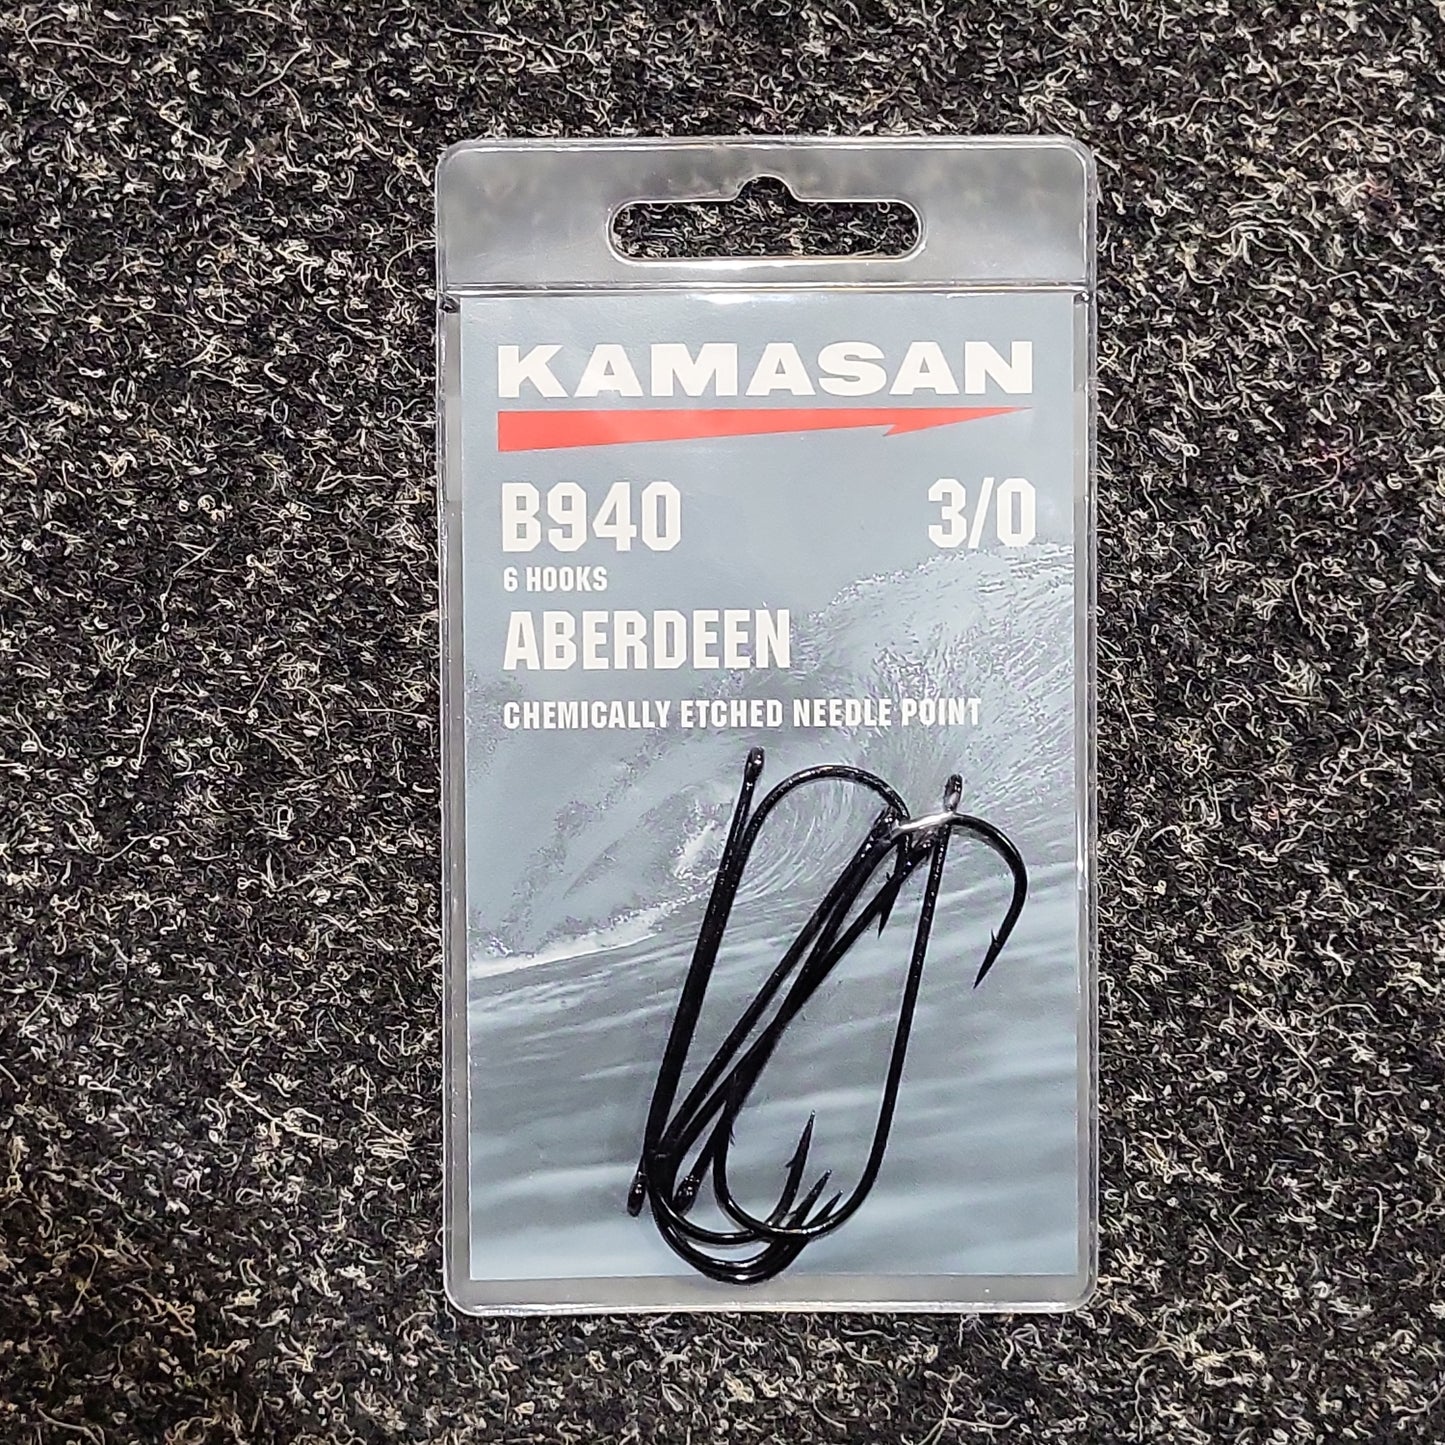 KAMASAN
B940 3/0
6 HOOKS
ABERDEEN
CHEMICALLY ETCHED NEEDLE POINT